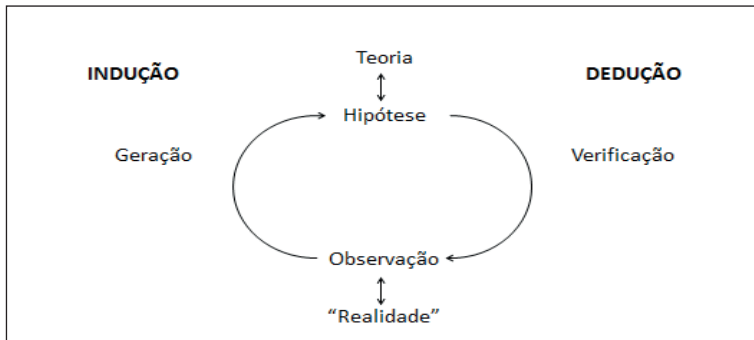 Teoria
INDUÇÃO
DEDUÇÃO
Hipótese
Geração
Verificação
Observação
“Realidade”